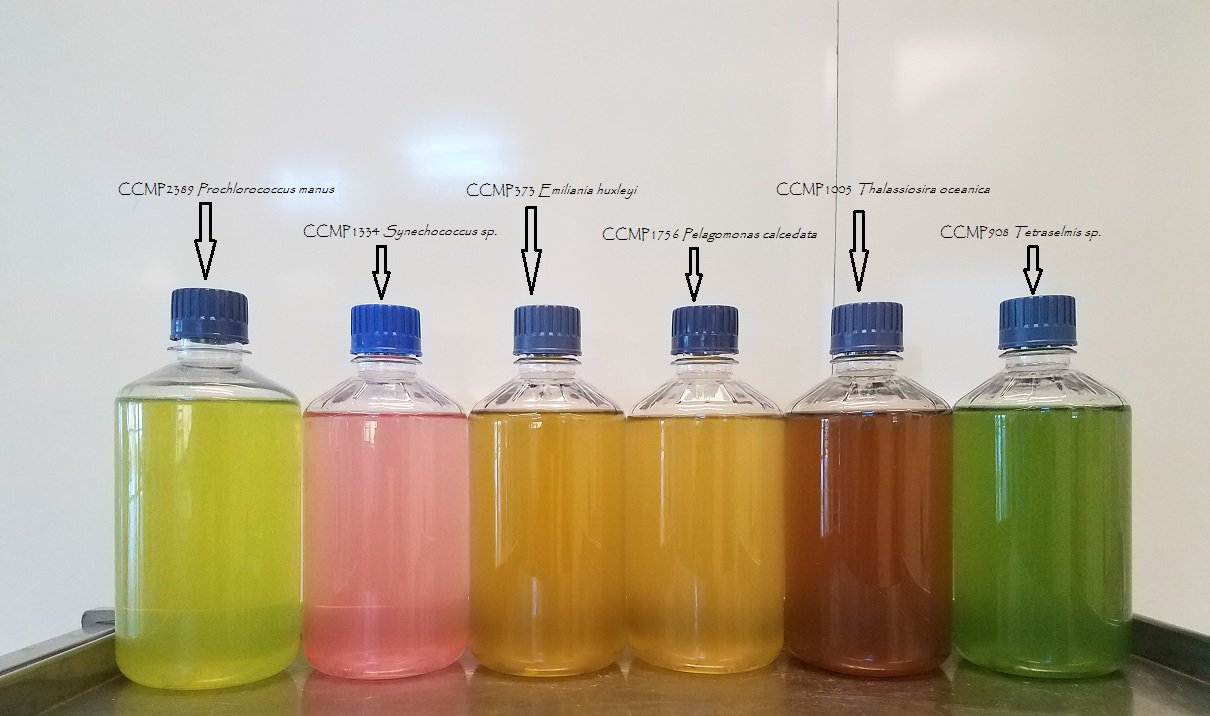 CCMP2389 Prochlorococcus manus
CCMP1334 Synechococcus sp.
CCMP373 Emiliania huxleyi
CCMP1756 Pelagomonas calcedata
CCMP1005 Thalassiosira oceanica
CCMP908 Tetraselmis sp.